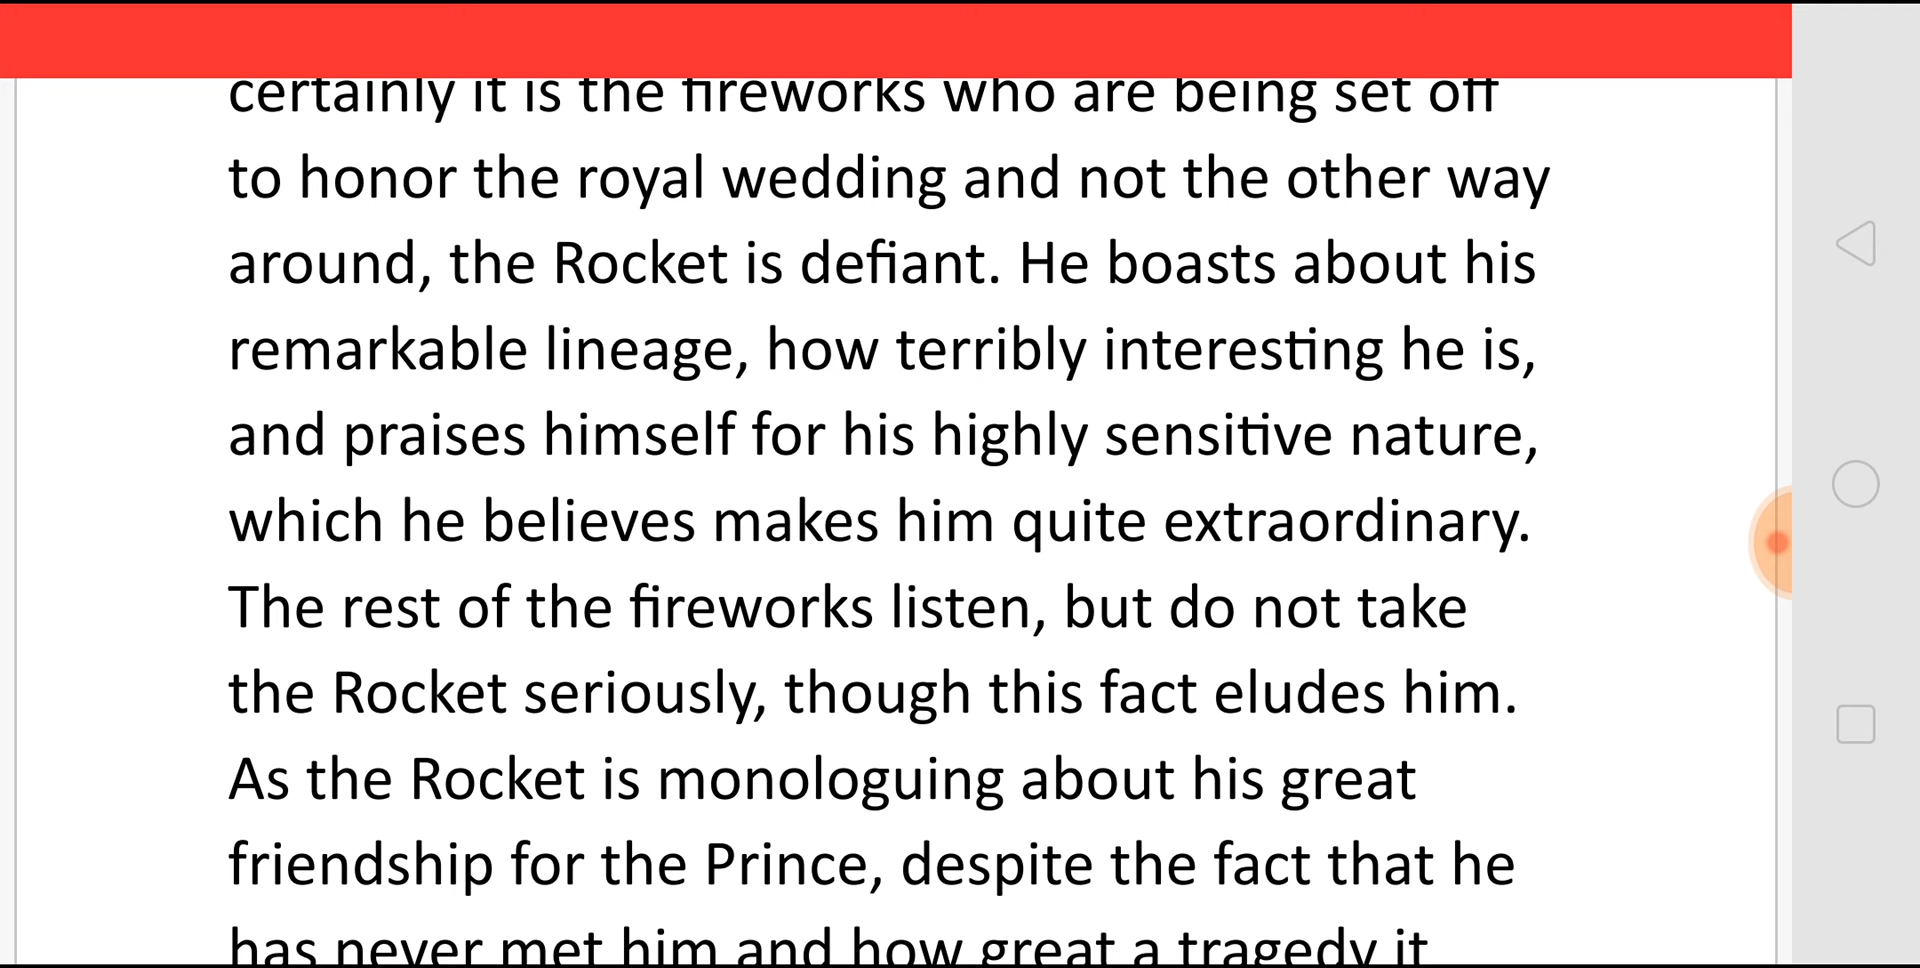 certainly it is the fireworks who are being set off
to honor the royal wedding and not the other way
around, the Rocket is defiant. He boasts about his
remarkable lineage, how terribly interesting he is,
and praises himself for his highly sensitive nature,
which he believes makes him quite extraordinary.
The rest of the fireworks listen, but do not take
the Rocket seriously, though this fact eludes him.
As the Rocket is monologuing about his great
friendship for the Prince, despite the fact that he
has never met him and how great a tragedy it